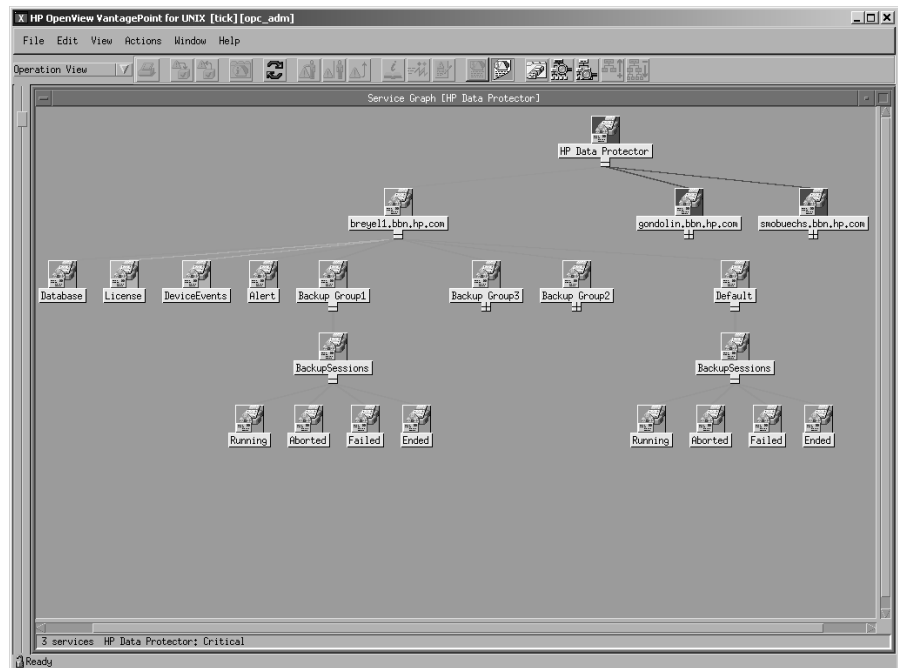 HP OpenView VantagePoint for UNIX [tick][opc_adm]
File Edit View Actions Window Help
Operation View
Service Graph [HP Data Protector]
HP Data Protector
breyel1.bbn.hp.com
gondolin.bbn.hp.com
smobuechs.bbn.hp.com
Database
License
DeviceEvents
Alert
Backup Group1
Backup Group3
Backup Group2
Default
BackupSessions
BackupSessions
Running
Aborted
Failed
Ended
Running
Aborted
Failed
Ended
3 services HP Data Protector: Critical
Ready